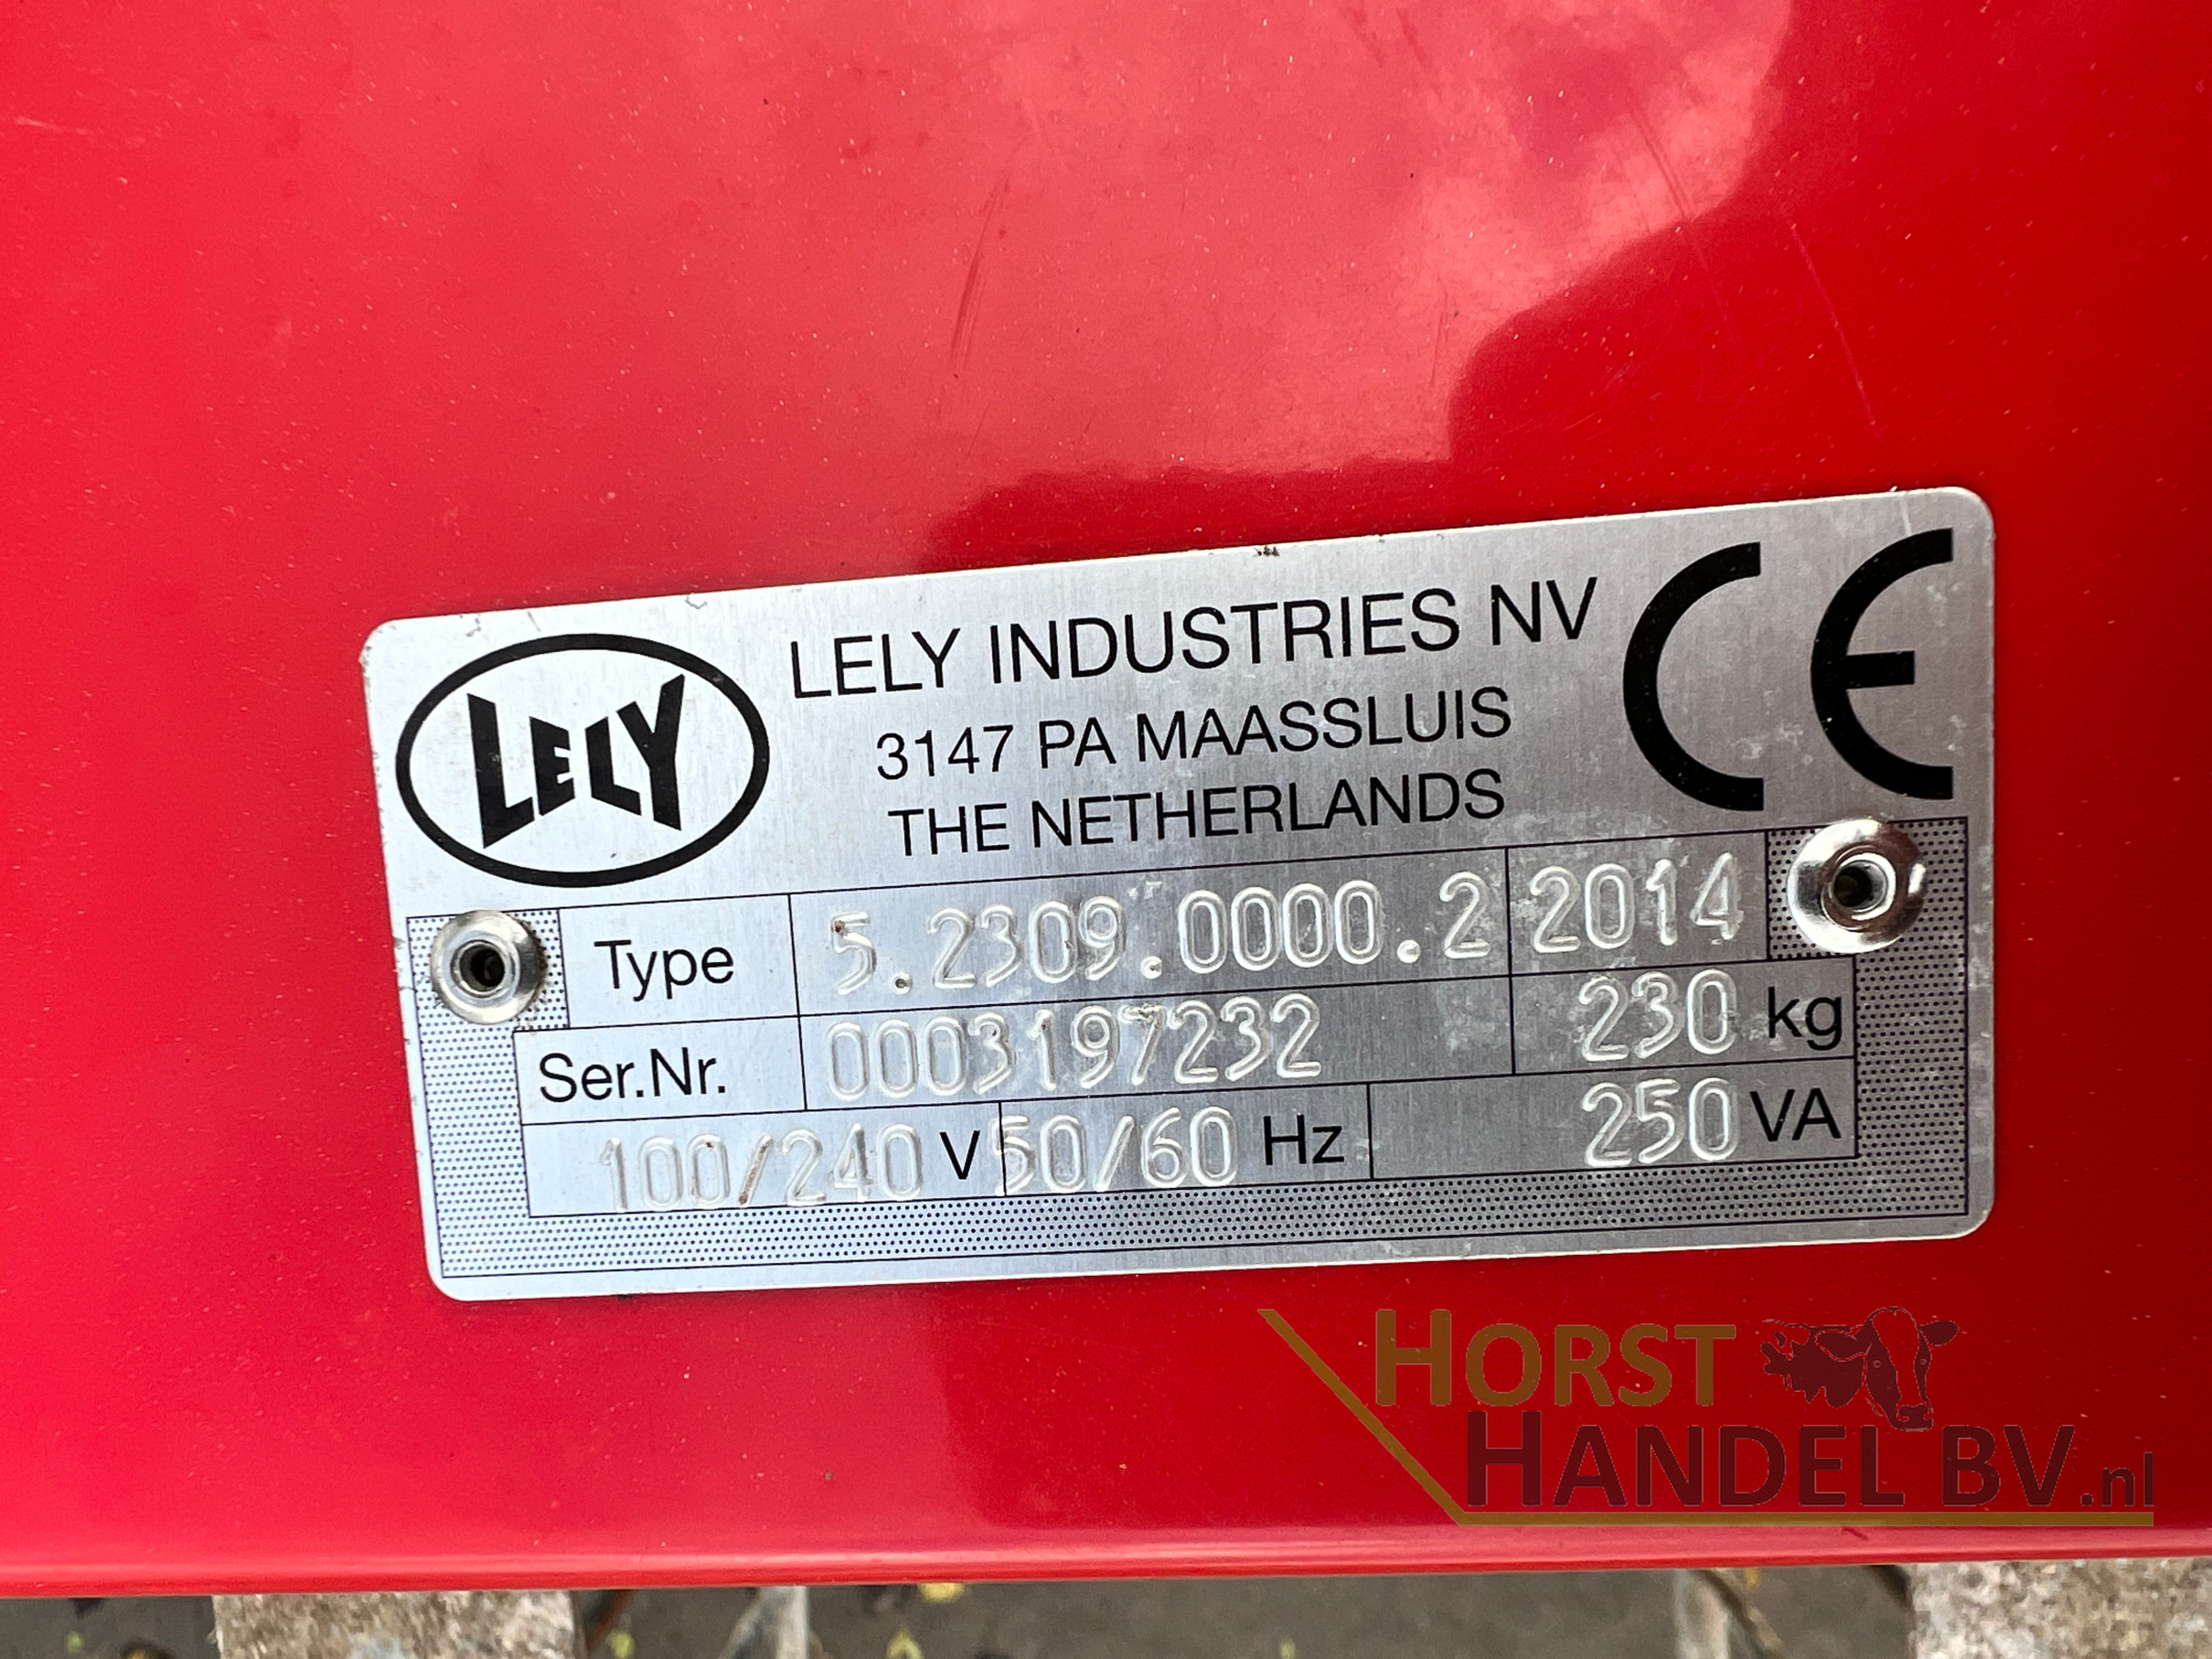 LELY
LELY INDUSTRIES NV
3147 PA MAASSLUIS
THE NETHERLANDS
CE
Type 5.2309.0000.2 2014
Ser.Nr. 0003197232 230 kg
100/240 V 50/60 Hz 250 VA
HORST
HANDEL BV.nl